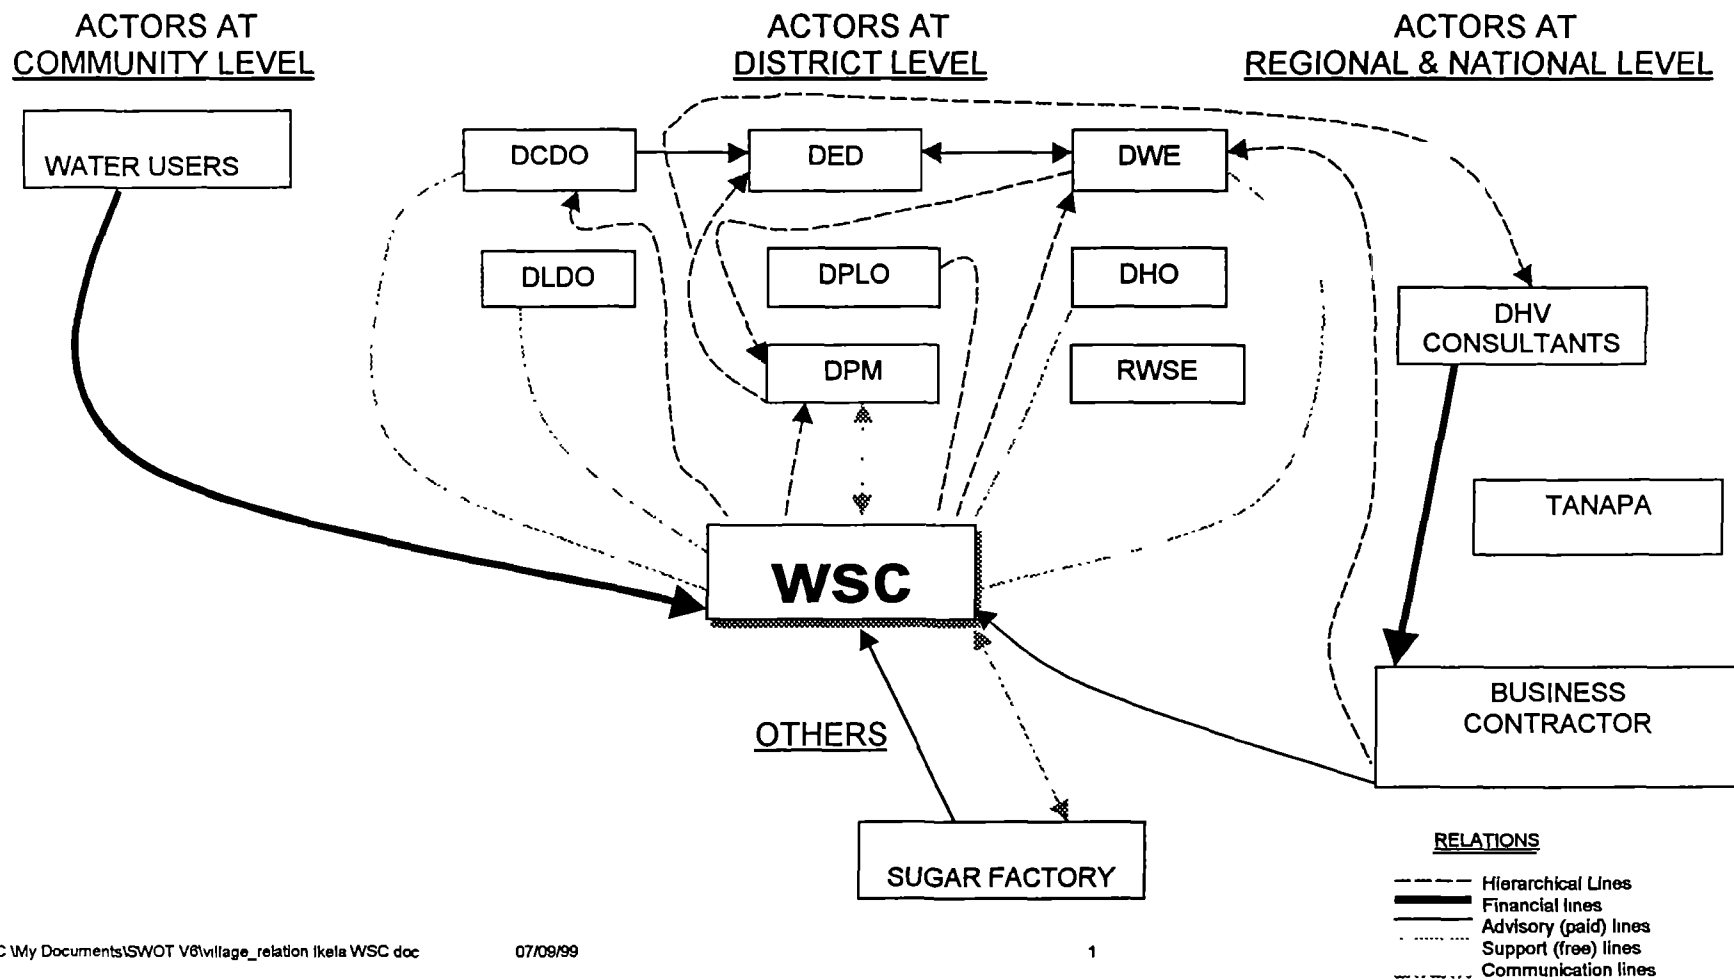 ACTORS AT
COMMUNITY LEVEL
ACTORS AT
DISTRICT LEVEL
ACTORS AT
REGIONAL & NATIONAL LEVEL
WATER USERS
DCDO
DED
DWE
DLDO
DPLO
DHO
DHV
CONSULTANTS
DPM
RWSE
TANAPA
WSC
BUSINESS
CONTRACTOR
OTHERS
SUGAR FACTORY
RELATIONS
Hierarchical Lines
Financial lines
Advisory (paid) lines
Support (free) lines
Communication lines
C \My Documents\SWOT V6\village_relation Ikela WSC doc
07/09/99
1